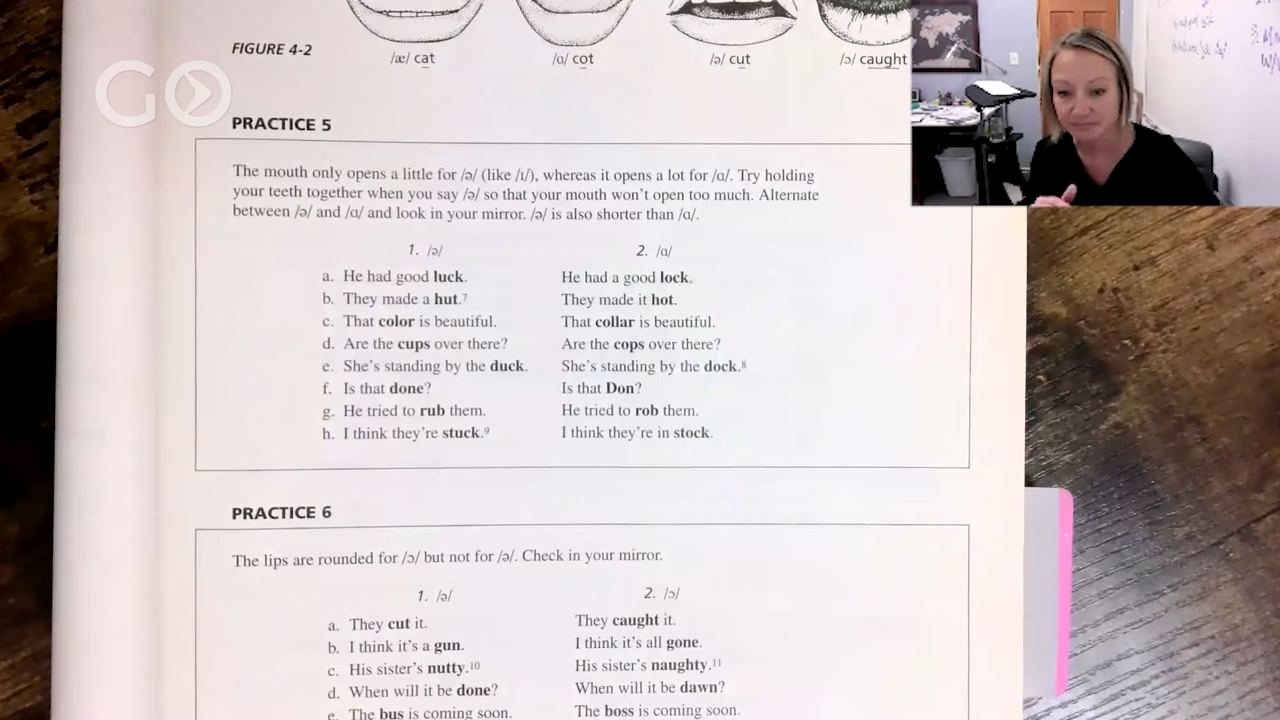 FIGURE 4-2
/æ/ cat
/ɑ/ cot
/ə/ cut
/ɔ/ caught
GO
PRACTICE 5
The mouth only opens a little for /ə/ (like /ɪ/), whereas it opens a lot for /ɑ/. Try holding
your teeth together when you say /ə/ so that your mouth won't open too much. Alternate
between /ə/ and /ɑ/ and look in your mirror. /ə/ is also shorter than /ɑ/.
1. /ə/ 2. /ɑ/
a. He had good luck. He had a good lock.
b. They made a hut.⁷ They made it hot.
c. That color is beautiful. That collar is beautiful.
d. Are the cups over there? Are the cops over there?
e. She's standing by the duck. She's standing by the dock.⁸
f. Is that done? Is that Don?
g. He tried to rub them. He tried to rob them.
h. I think they're stuck.⁹ I think they're in stock.
PRACTICE 6
The lips are rounded for /ɔ/ but not for /ə/. Check in your mirror.
1. /ə/ 2. /ɔ/
a. They cut it. They caught it.
b. I think it's a gun. I think it's all gone.
c. His sister's nutty.¹⁰ His sister's naughty.¹¹
d. When will it be done? When will it be dawn?
e. The bus is coming soon. The boss is coming soon.